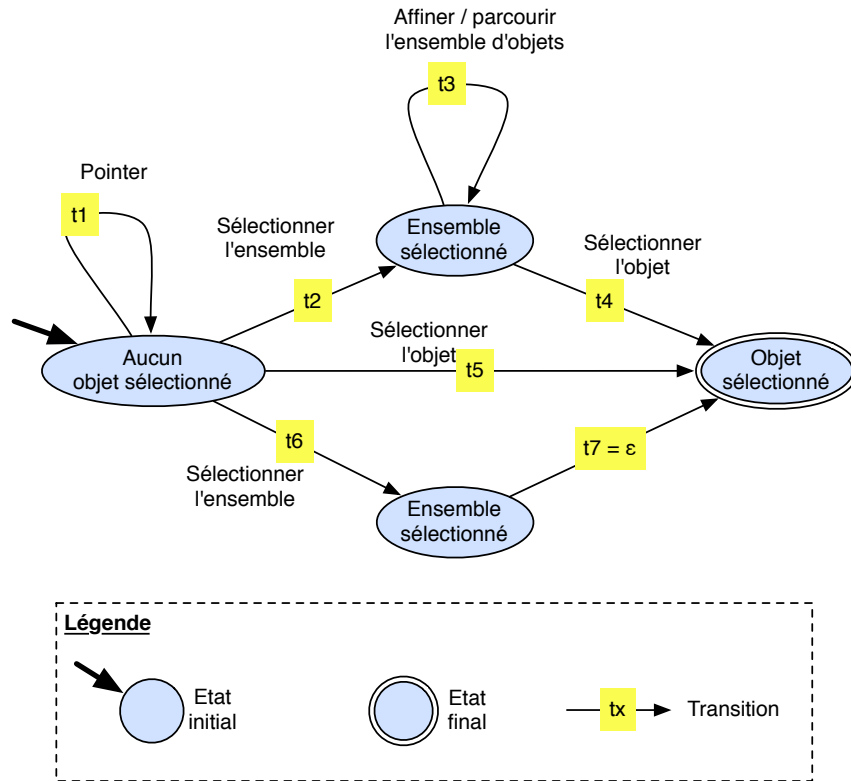 Affiner / parcourir
l'ensemble d'objets
t3
Pointer
t1
Sélectionner
l'ensemble
Ensemble
sélectionné
Sélectionner
l'objet
t2
t4
Sélectionner
l'objet
Aucun
objet sélectionné
t5
Objet
sélectionné
t6
t7 = ε
Sélectionner
l'ensemble
Ensemble
sélectionné
Légende
Etat
initial
Etat
final
tx
Transition